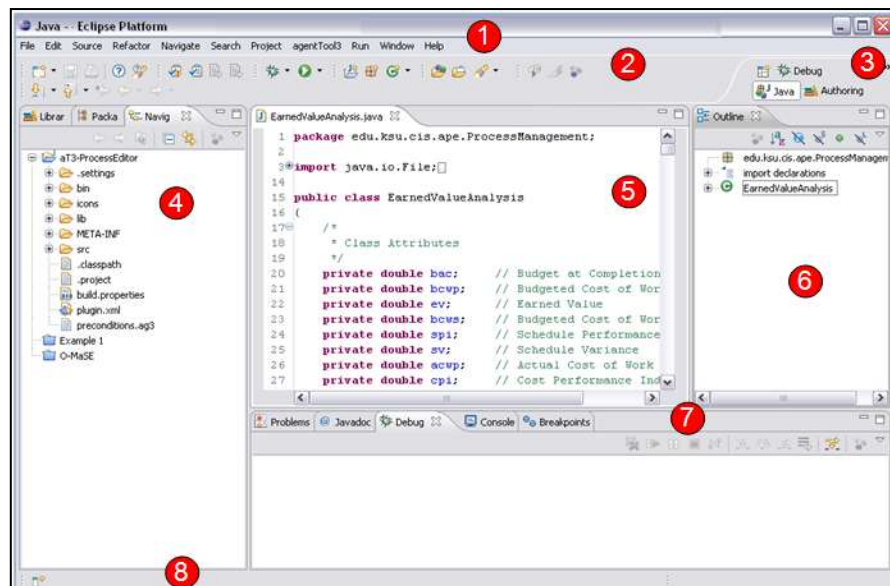 Java - - Eclipse Platform
File Edit Source Refactor Navigate Search Project agentTool3 Run Window Help
1
2
3
Debug
Java Authoring
Librar Packa Navig
EarnedValueAnalysis.java
Outline
aT3-ProcessEditor
.settings
bin
icons
lib
META-INF
src
.classpath
.project
build.properties
plugin.xml
preconditions.ag3
Example 1
O-MaSE
4
1 package edu.ksu.cis.ape.ProcessManagement;
2
3 import java.io.File;
14
15 public class EarnedValueAnalysis
16 {
17 /*
18 * Class Attributes
19 */
20 private double bac; // Budget at Completion
21 private double bcwp; // Budgeted Cost of Wor
22 private double ev; // Earned Value
23 private double bcws; // Budgeted Cost of Wor
24 private double spi; // Schedule Performance
25 private double sv; // Schedule Variance
26 private double acwp; // Actual Cost of Work
27 private double cpi; // Cost Performance Ind
5
edu.ksu.cis.ape.ProcessManagen
import declarations
EarnedValueAnalysis
6
7
Problems Javadoc Debug Console Breakpoints
8